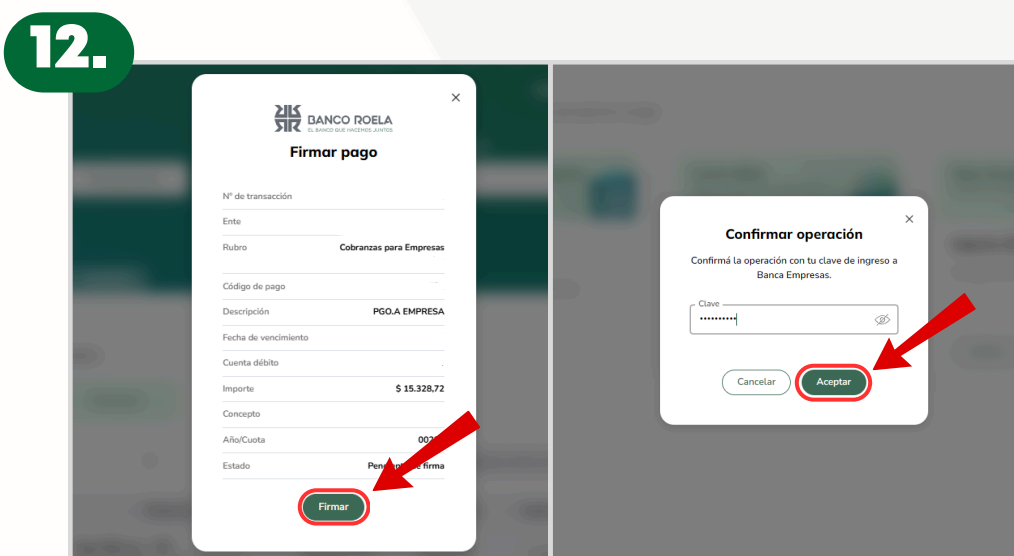 12.
BANCO ROELA
EL BANCO QUE HACEMOS JUNTOS
Firmar pago
Nº de transacción
Ente
Rubro Cobranzas para Empresas
Código de pago
Descripción PGO.A EMPRESA
Fecha de vencimiento
Cuenta débito
Importe $ 15.328,72
Concepto
Año/Cuota
Estado firma
Firmar
Confirmar operación
Confirmá la operación con tu clave de ingreso a
Banca Empresas.
Clave
••••••••••
Cancelar Aceptar